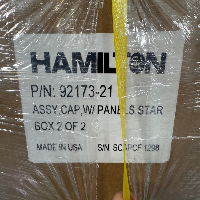 HAMILTON
P/N: 92173-21
ASSY,CAP,W/ PANELS,STAR
BOX 2 OF 2
MADE IN USA S/N: